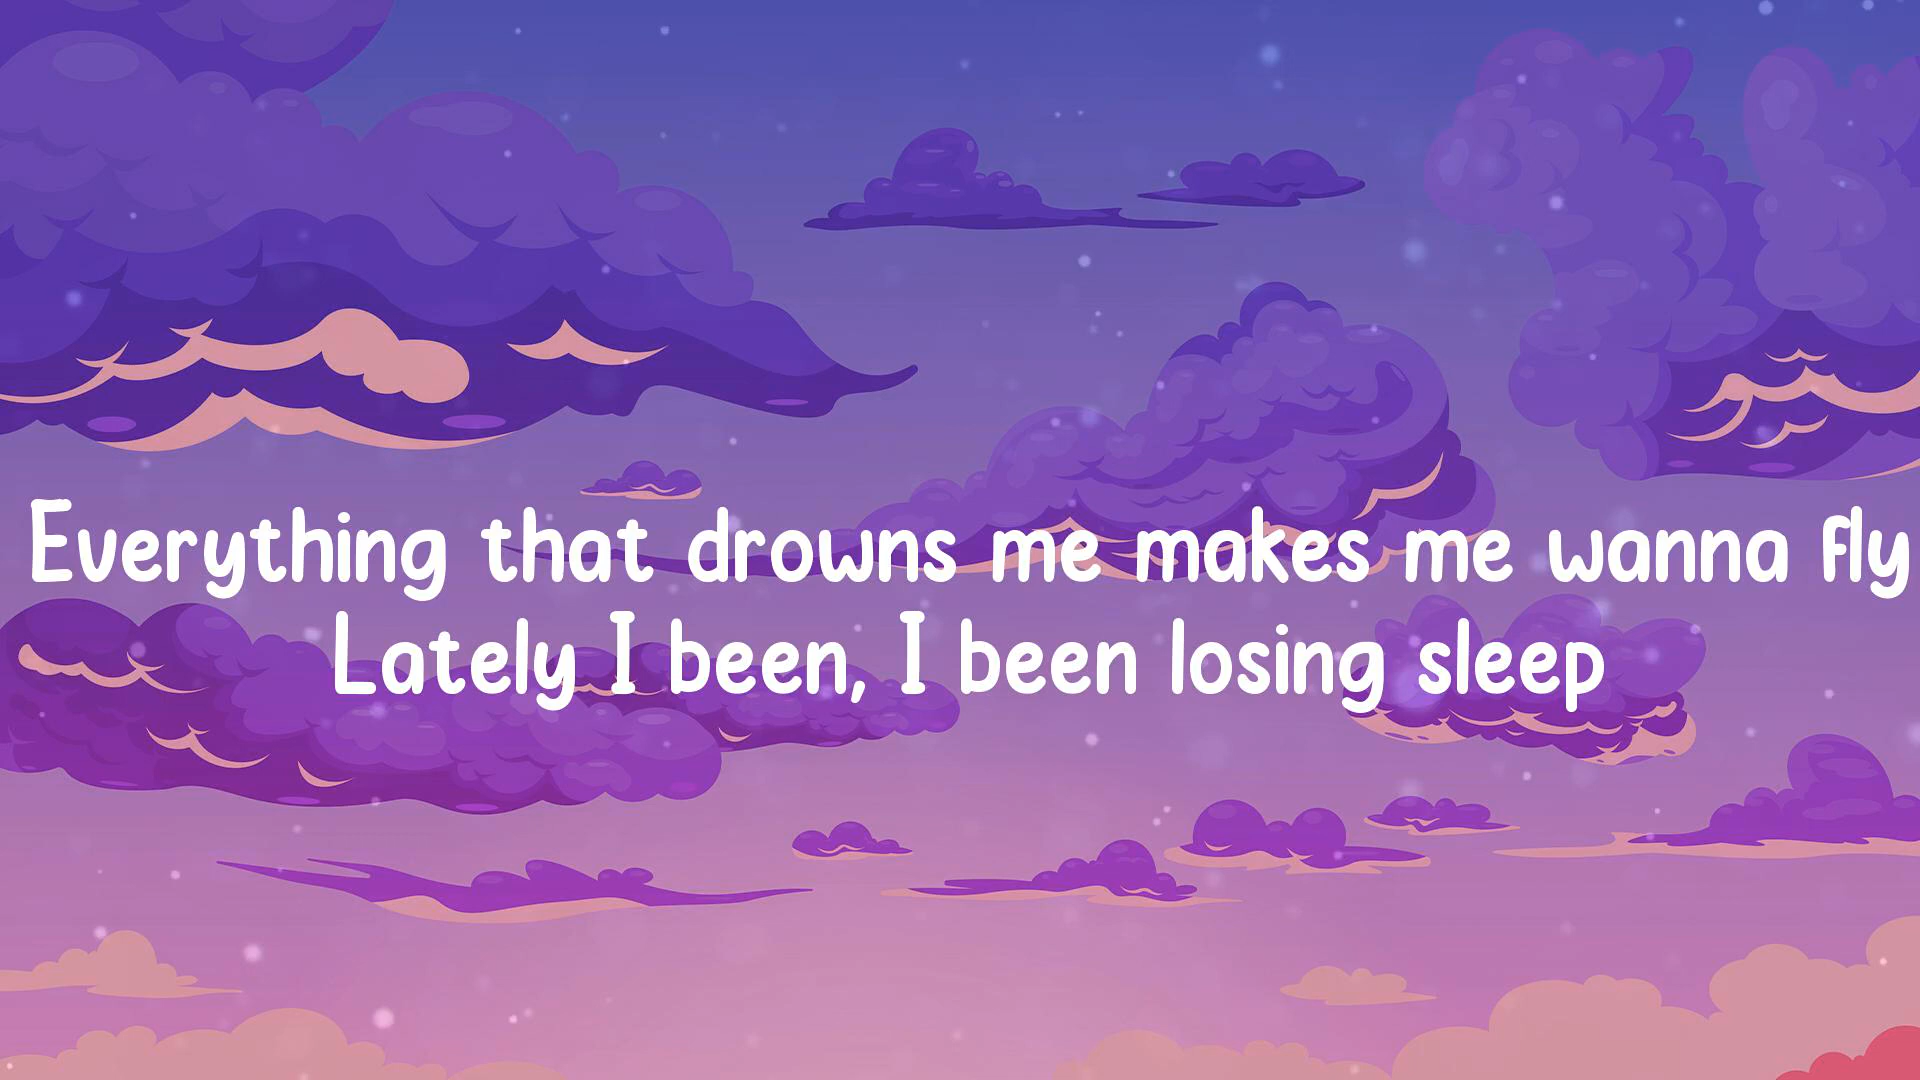 Everything that drowns me makes me wanna fly
Lately I been, I been losing sleep